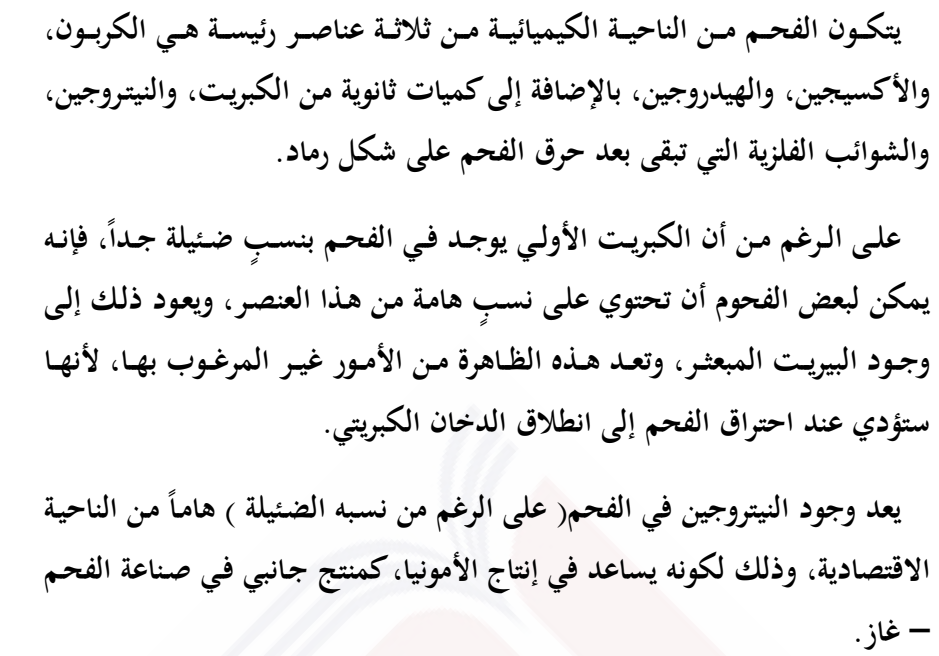 يتكون الفحم من الناحية الكيميائية من ثلاثة عناصر رئيسة هي الكربون،
والأكسيجين، والهيدروجين، بالإضافة إلى كميات ثانوية من الكبريت، والنيتروجين،
والشوائب الفلزية التي تبقى بعد حرق الفحم على شكل رماد.
على الرغم من أن الكبريت الأولي يوجد في الفحم بنسبٍ ضئيلة جداً، فإنه
يمكن لبعض الفحوم أن تحتوي على نسبٍ هامة من هذا العنصر، ويعود ذلك إلى
وجود البيريت المبعثر، وتعد هذه الظاهرة من الأمور غير المرغوب بها، لأنها
ستؤدي عند احتراق الفحم إلى انطلاق الدخان الكبريتي.
يعد وجود النيتروجين في الفحم( على الرغم من نسبه الضئيلة ) هاماً من الناحية
الاقتصادية، وذلك لكونه يساعد في إنتاج الأمونيا، كمنتج جانبي في صناعة الفحم
– غاز.